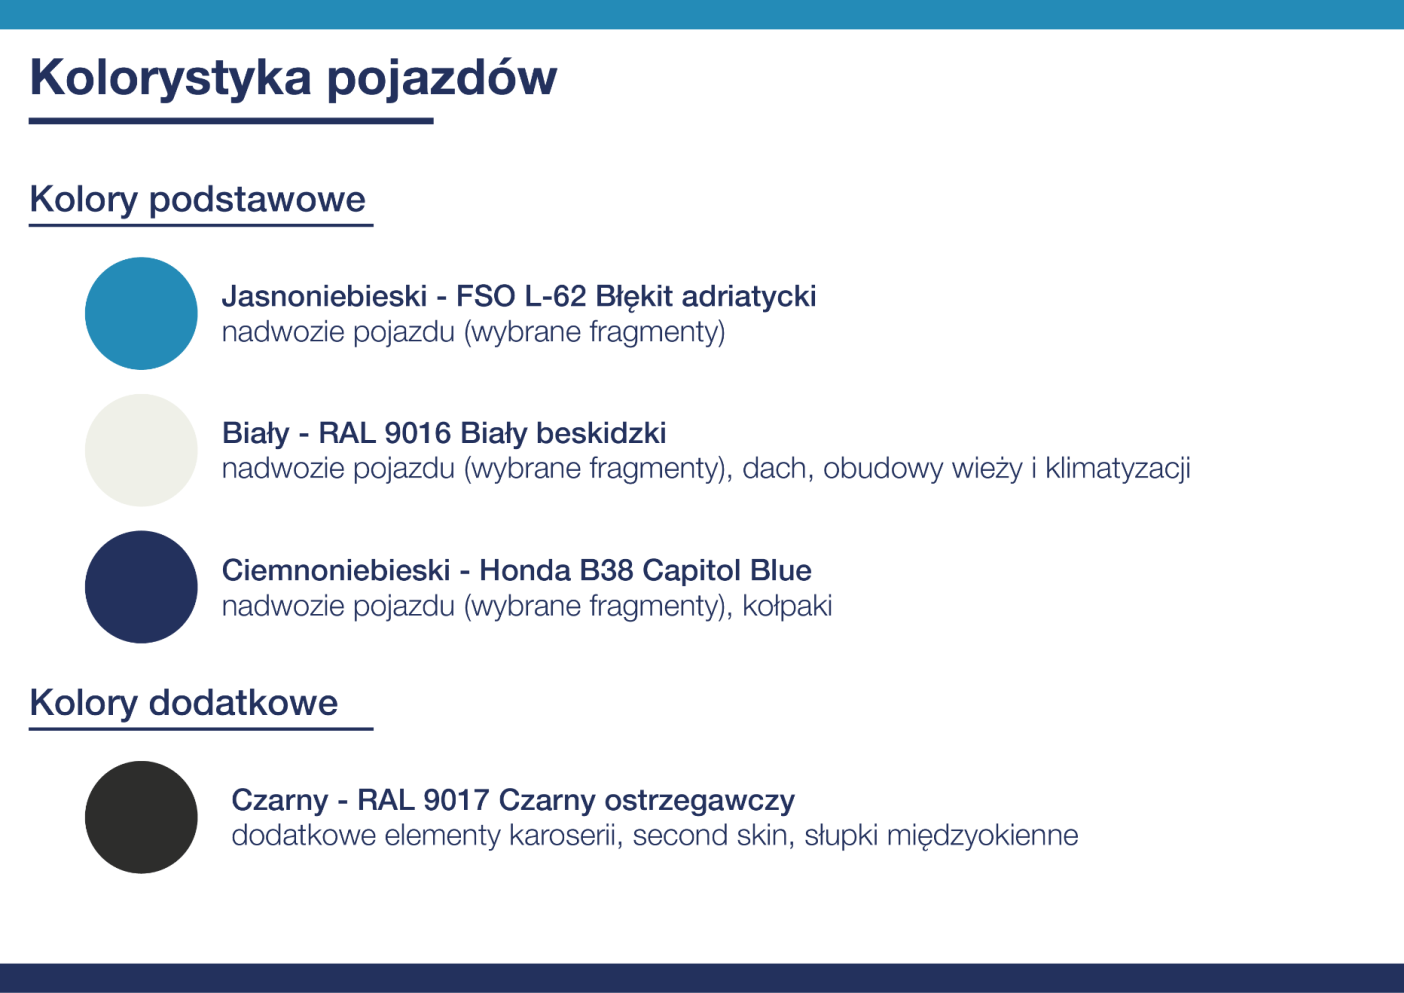 Kolorystyka pojazdów
Kolory podstawowe
Jasnoniebieski - FSO L-62 Błękit adriatycki
nadwozie pojazdu (wybrane fragmenty)
Biały - RAL 9016 Biały beskidzki
nadwozie pojazdu (wybrane fragmenty), dach, obudowy wieży i klimatyzacji
Ciemnoniebieski - Honda B38 Capitol Blue
nadwozie pojazdu (wybrane fragmenty), kołpaki
Kolory dodatkowe
Czarny - RAL 9017 Czarny ostrzegawczy
dodatkowe elementy karoserii, second skin, słupki międzyokienne